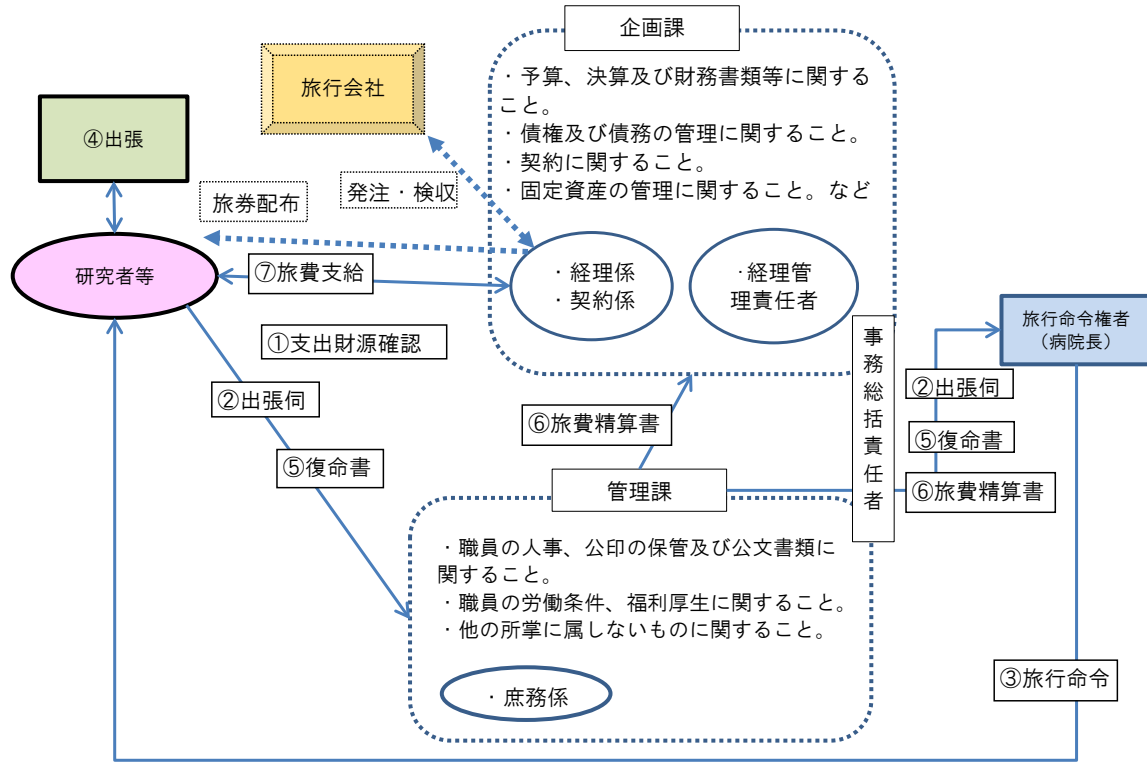 企画課
旅行会社
・予算、決算及び財務書類等に関する
こと。
・債権及び債務の管理に関すること。
・契約に関すること。
・固定資産の管理に関すること。など
④出張
発注・検収
旅券配布
研究者等
⑦旅費支給
・経理係
・契約係
・経理管
理責任者
①支出財源確認
事務総括責任者
旅行命令権者
（病院長）
②出張伺
②出張伺
⑥旅費精算書
⑤復命書
⑤復命書
管理課
⑥旅費精算書
・職員の人事、公印の保管及び公文書類に
関すること。
・職員の労働条件、福利厚生に関すること。
・他の所掌に属しないものに関すること。
・庶務係
③旅行命令